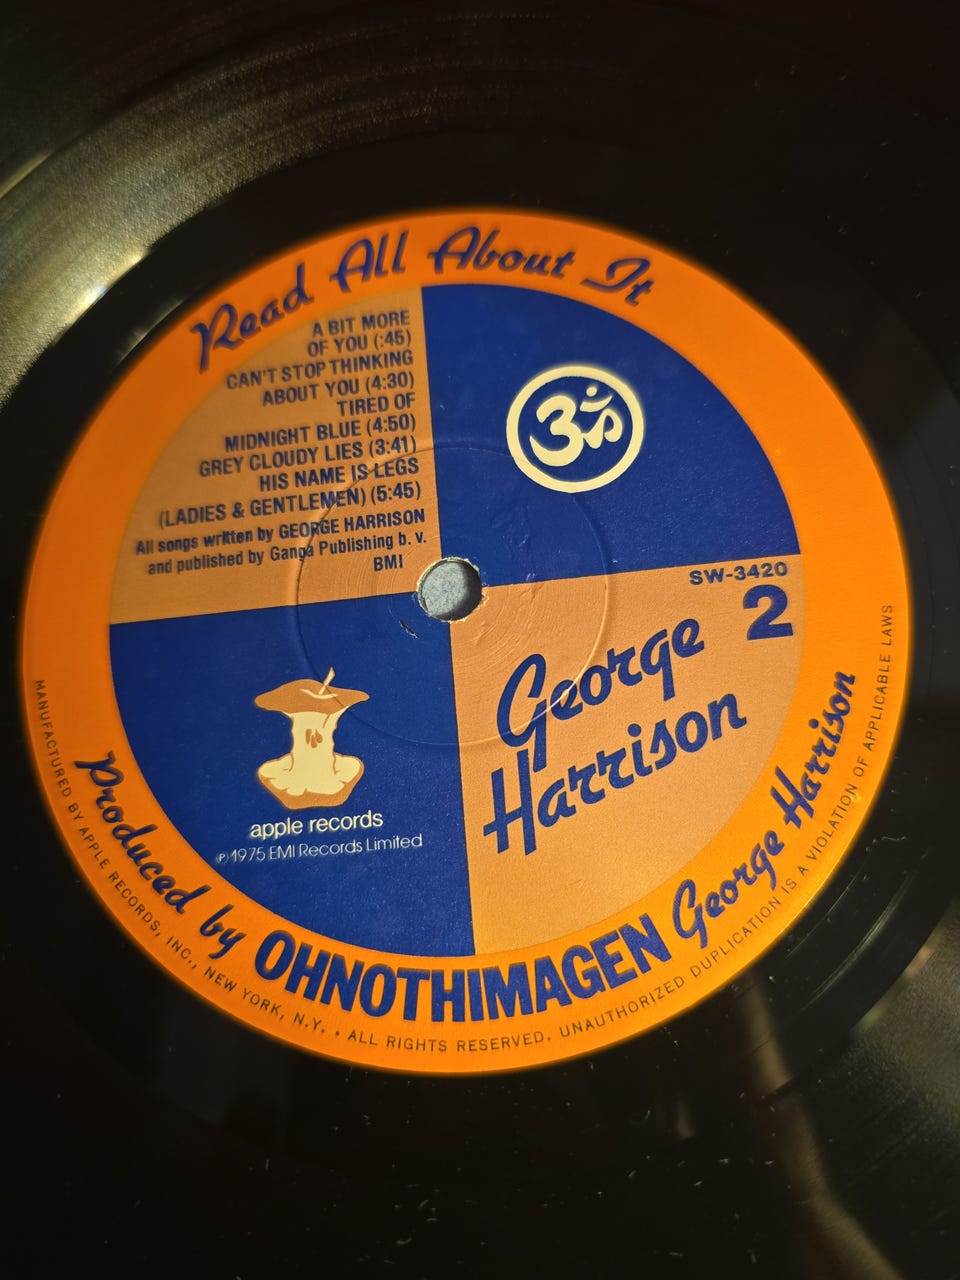 Read All About It
A BIT MORE
OF YOU (:45)
CAN'T STOP THINKING
ABOUT YOU (4:30)
TIRED OF
MIDNIGHT BLUE (4:50)
GREY CLOUDY LIES (3:41)
HIS NAME IS LEGS
(LADIES & GENTLEMEN) (5:45)
All songs written by GEORGE HARRISON
and published by Ganga Publishing b. v.
BMI
ॐ
SW-3420
2
George
Harrison
apple records
℗1975 EMI Records Limited
Produced by OHNOTHIMAGEN George Harrison
MANUFACTURED BY APPLE RECORDS, INC., NEW YORK, N.Y. • ALL RIGHTS RESERVED. UNAUTHORIZED DUPLICATION IS A VIOLATION OF APPLICABLE LAWS